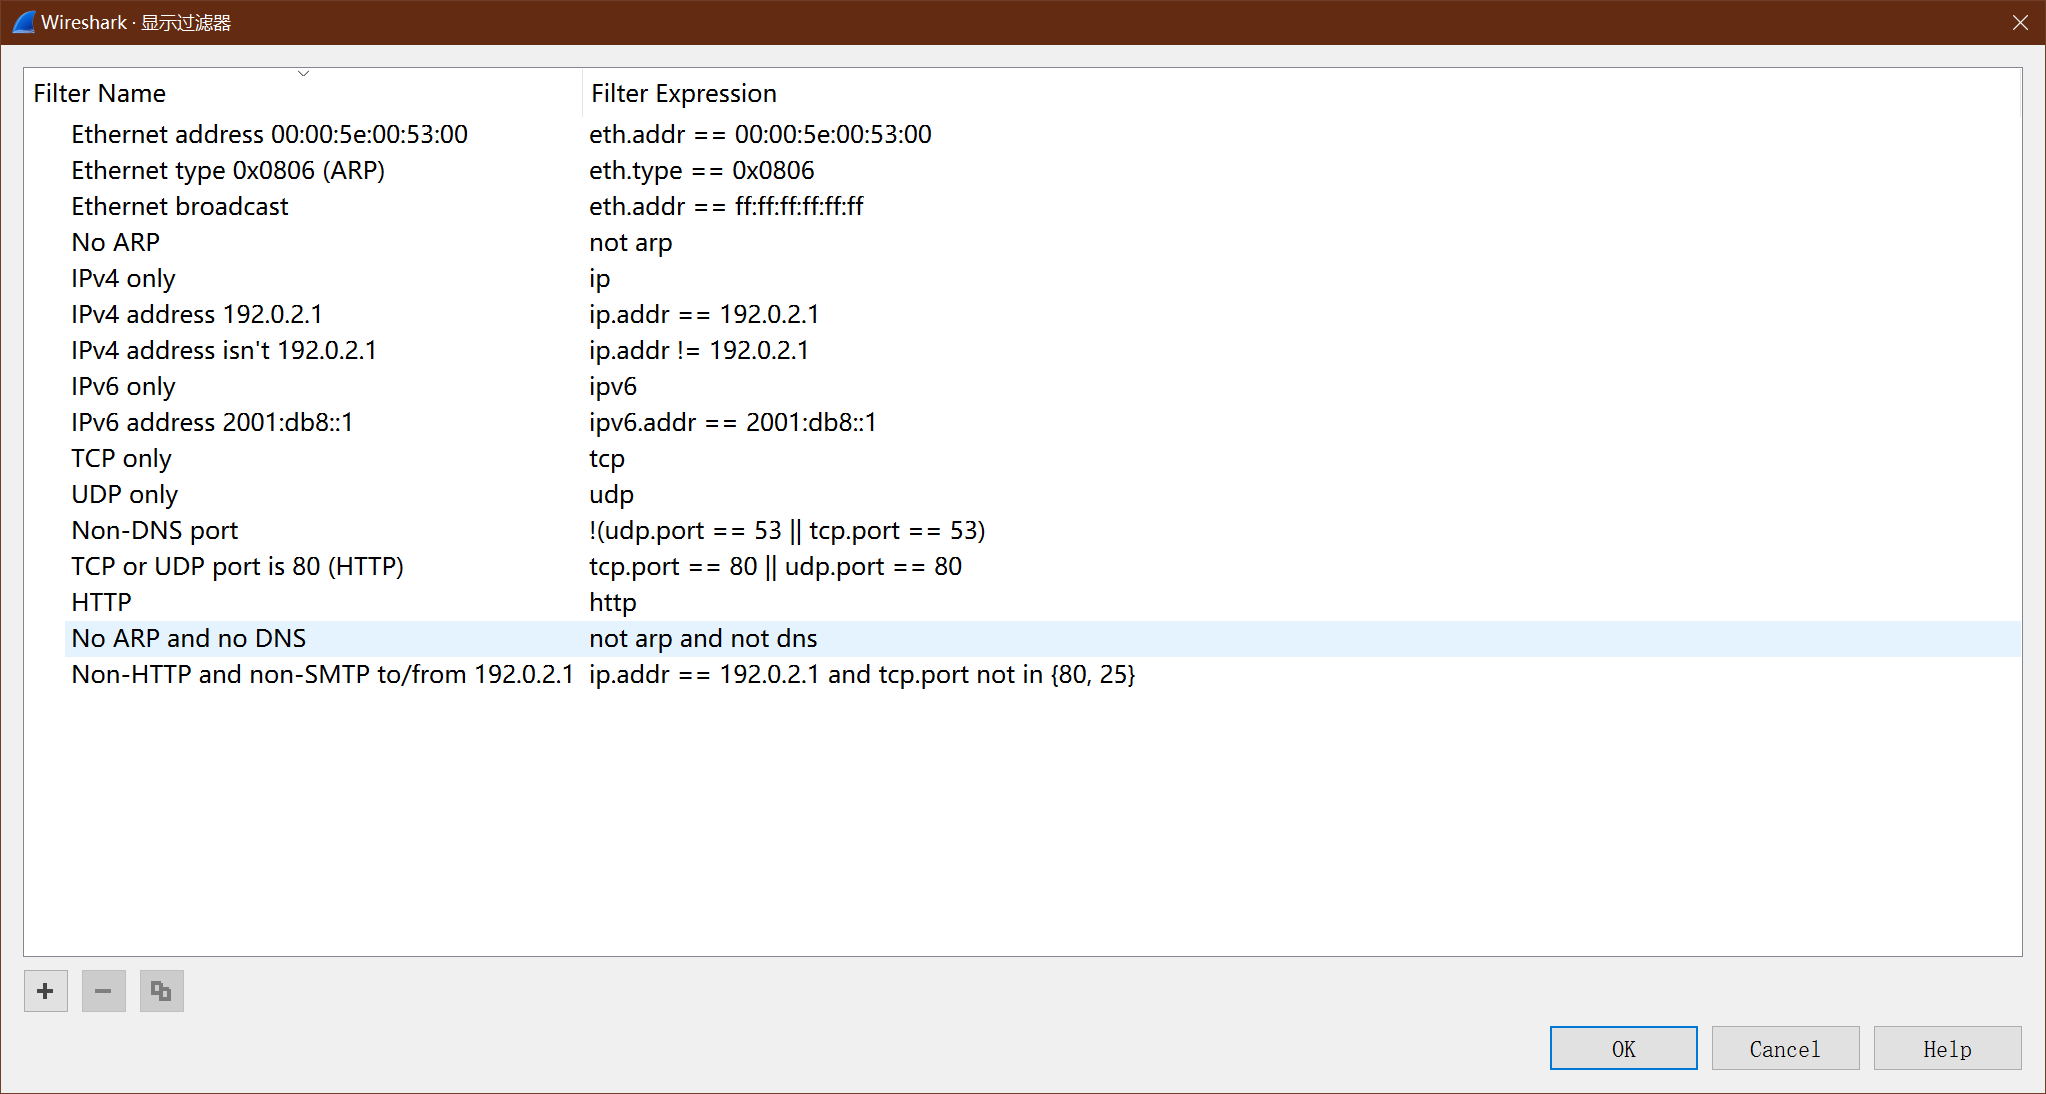 Wireshark · 显示过滤器
Filter Name Filter Expression
Ethernet address 00:00:5e:00:53:00 eth.addr == 00:00:5e:00:53:00
Ethernet type 0x0806 (ARP) eth.type == 0x0806
Ethernet broadcast eth.addr == ff:ff:ff:ff:ff:ff
No ARP not arp
IPv4 only ip
IPv4 address 192.0.2.1 ip.addr == 192.0.2.1
IPv4 address isn't 192.0.2.1 ip.addr != 192.0.2.1
IPv6 only ipv6
IPv6 address 2001:db8::1 ipv6.addr == 2001:db8::1
TCP only tcp
UDP only udp
Non-DNS port !(udp.port == 53 || tcp.port == 53)
TCP or UDP port is 80 (HTTP) tcp.port == 80 || udp.port == 80
HTTP http
No ARP and no DNS not arp and not dns
Non-HTTP and non-SMTP to/from 192.0.2.1 ip.addr == 192.0.2.1 and tcp.port not in {80, 25}
OK Cancel Help